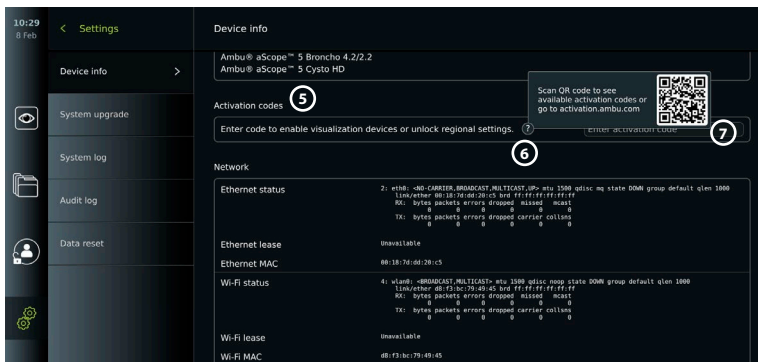 10:29
8 Feb
Settings
Device info
Device info
System upgrade
System log
Audit log
Data reset
Ambu® aScope™ 5 Broncho 4.2/2.2
Ambu® aScope™ 5 Cysto HD
Scan QR code to see
available activation codes or
go to activation.ambu.com
Activation codes
5
Enter code to enable visualization devices or unlock regional settings.
?
Enter activation code
7
6
Network
Ethernet status
2: eth0: <NO-CARRIER,BROADCAST,MULTICAST,UP> mtu 1500 qdisc mq state DOWN group default qlen 1000
link/ether 00:18:7d:dd:20:c5 brd ff:ff:ff:ff:ff:ff
RX: bytes packets errors dropped missed mcast
0 0 0 0 0 0
TX: bytes packets errors dropped carrier collsns
0 0 0 0 0 0
Ethernet lease
Unavailable
Ethernet MAC
00:18:7d:dd:20:c5
Wi-Fi status
4: wlan0: <BROADCAST,MULTICAST> mtu 1500 qdisc noop state DOWN group default qlen 1000
link/ether d8:f3:bc:79:49:45 brd ff:ff:ff:ff:ff:ff
RX: bytes packets errors dropped missed mcast
0 0 0 0 0 0
TX: bytes packets errors dropped carrier collsns
0 0 0 0 0 0
Wi-Fi lease
Unavailable
Wi-Fi MAC
d8:f3:bc:79:49:45